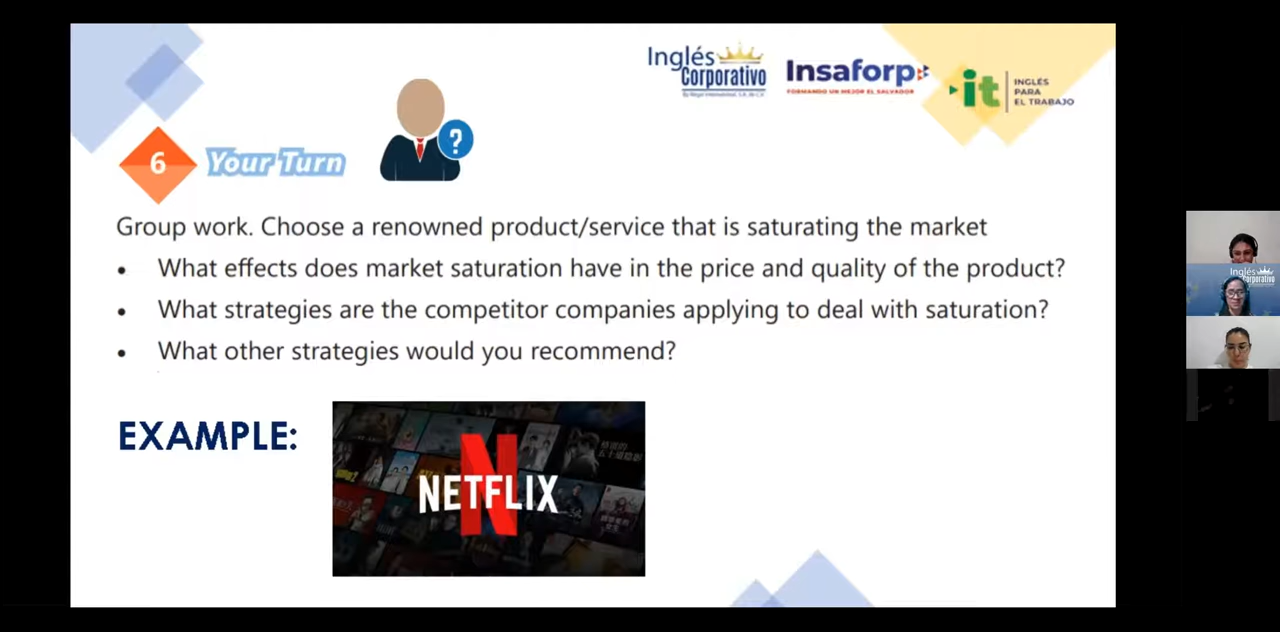 Inglés
Corporativo
Insaforp
FORMANDO UN MEJOR EL SALVADOR
it
INGLÉS
PARA
EL TRABAJO
6
Your Turn
?
Group work. Choose a renowned product/service that is saturating the market
• What effects does market saturation have in the price and quality of the product?
• What strategies are the competitor companies applying to deal with saturation?
• What other strategies would you recommend?
EXAMPLE:
NETFLIX
Inglés
Corporativo